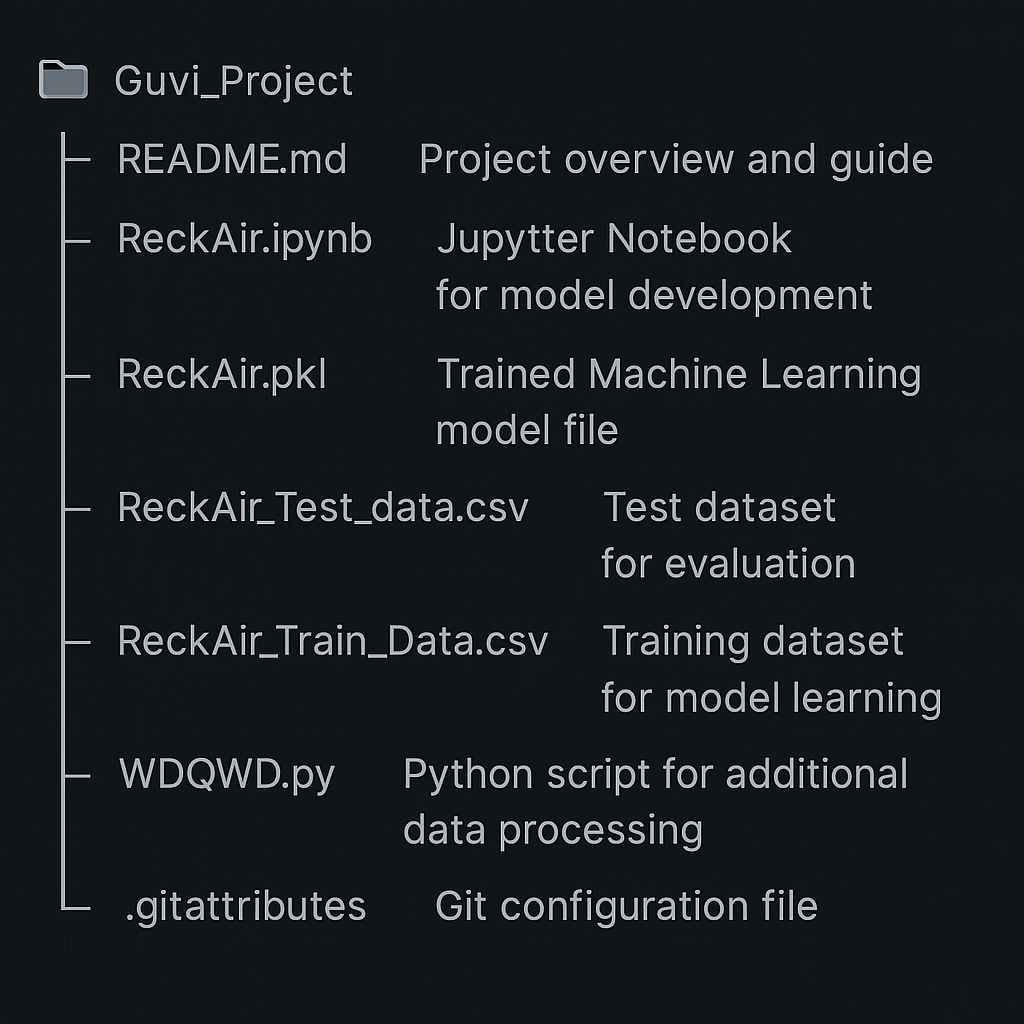 Guvi_Project
README.md Project overview and guide
ReckAir.ipynb Jupytter Notebook
for model development
ReckAir.pkl Trained Machine Learning
model file
ReckAir_Test_data.csv Test dataset
for evaluation
ReckAir_Train_Data.csv Training dataset
for model learning
WDQWD.py Python script for additional
data processing
.gitattributes Git configuration file